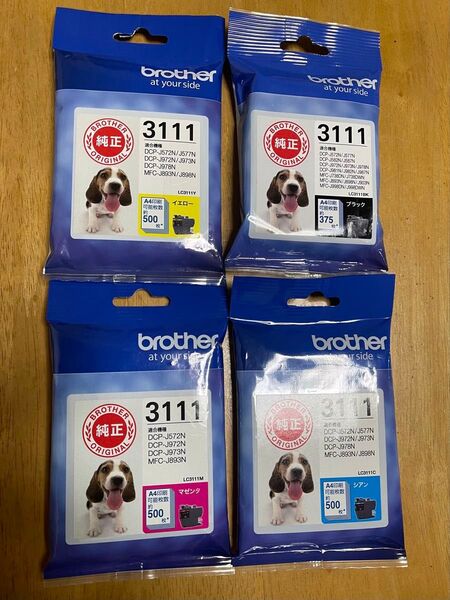 brother
at your side
BROTHER
純正
ORIGINAL
3111
適合機種
DCP-J572N/J577N
DCP-J972N/J973N
DCP-J978N
MFC-J893N/J898N
LC3111Y
A4印刷
可能枚数
約
500
枚*
イエロー
brother
at your side
BROTHER
純正
ORIGINAL
3111
適合機種
LC3111BK
A4印刷
可能枚数
約
375
枚*
ブラック
brother
at your side
BROTHER
純正
ORIGINAL
3111
適合機種
DCP-J572N
DCP-J972N
DCP-J973N
MFC-J893N
LC3111M
A4印刷
可能枚数
約
500
枚*
マゼンタ
brother
at your side
BROTHER
純正
ORIGINAL
3111
適合機種
DCP-J572N/J577N
DCP-J972N/J973N
DCP-J978N
MFC-J893N/J898N
LC3111C
A4印刷
可能枚数
約
500
枚*
シアン